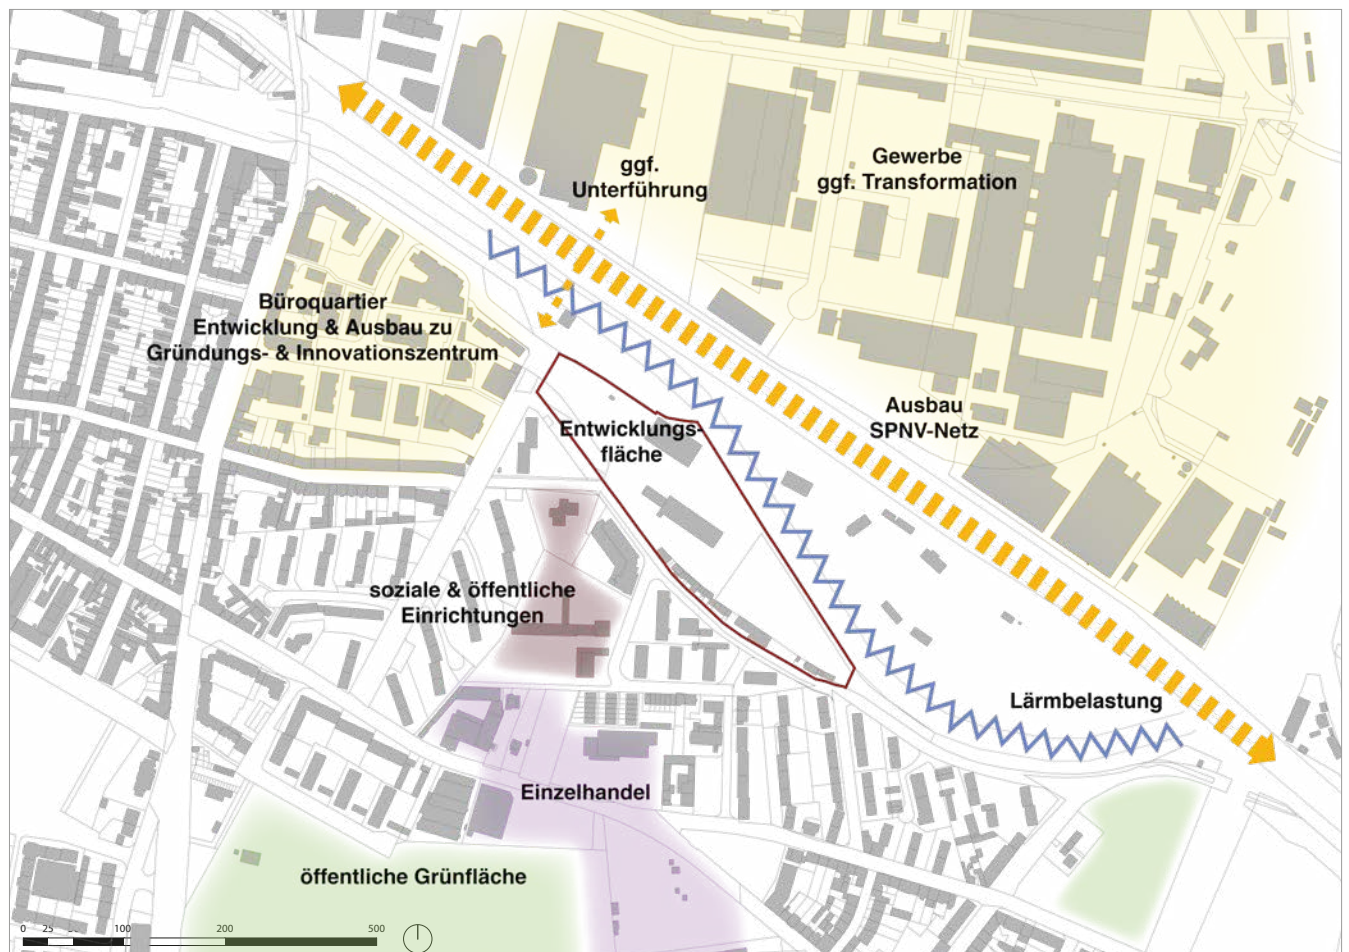 ggf.
Unterführung
Gewerbe
ggf. Transformation
Büroquartier
Entwicklung & Ausbau zu
Gründungs- & Innovationszentrum
Ausbau
SPNV-Netz
Entwicklungs-
fläche
soziale & öffentliche
Einrichtungen
Lärmbelastung
Einzelhandel
öffentliche Grünfläche
0 25 100 200 500